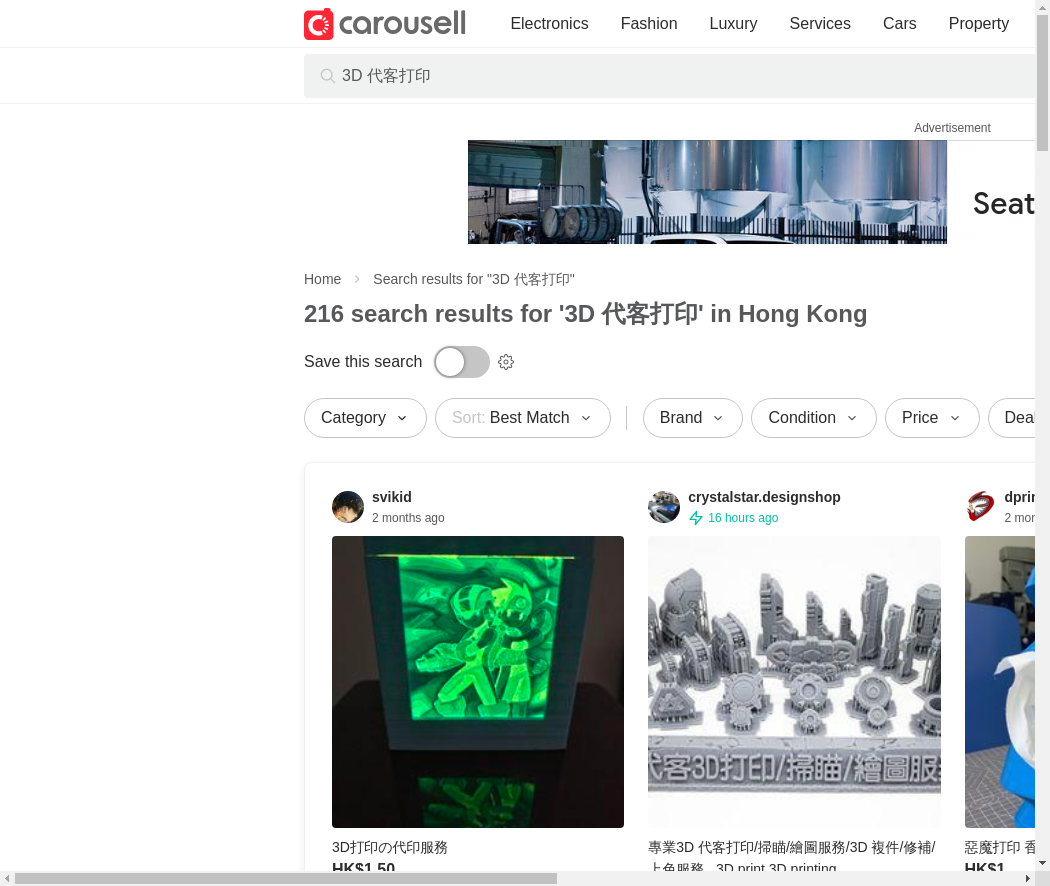 carousell
Electronics
Fashion
Luxury
Services
Cars
Property
3D 代客打印
Advertisement
Seat
Home
Search results for "3D 代客打印"
216 search results for '3D 代客打印' in Hong Kong
Save this search
Category
Sort: Best Match
Brand
Condition
Price
Deal
svikid
2 months ago
crystalstar.designshop
16 hours ago
dprin
2 mon
代客3D打印/掃瞄/繪圖服務
3D打印の代印服務
HK$1.50
專業3D 代客打印/掃瞄/繪圖服務/3D 複件/修補/
上色服務 3D print 3D printing
惡魔打印 香
HK$1